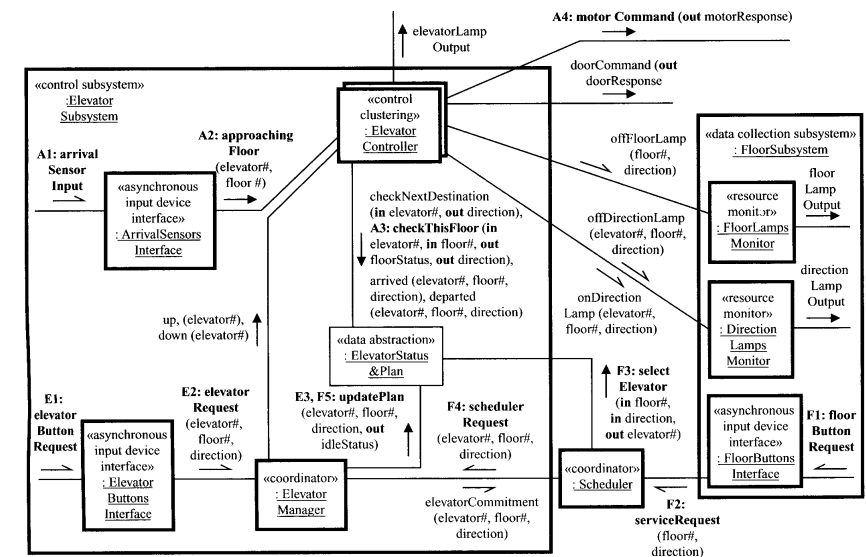 elevatorLamp
Output
A4: motor Command (out motorResponse)
doorCommand (out
doorResponse
«control subsystem»
:Elevator
Subsystem
«control
clustering»
: Elevator
Controller
A1: arrival
Sensor
Input
A2: approaching
Floor
(elevator#,
floor #)
«asynchronous
input device
interface»
: ArrivalSensors
Interface
checkNextDestination
(in elevator#, out direction),
A3: checkThisFloor (in
elevator#, in floor#, out
floorStatus, out direction),
arrived (elevator#, floor#,
direction), departed
(elevator#, floor#, direction)
offFloorLamp
(floor#,
direction)
offDirectionLamp
(elevator#, floor#,
direction)
onDirection
Lamp (elevator#,
floor#, direction)
«data collection subsystem»
: FloorSubsystem
«resource
monitor»
: FloorLamps
Monitor
floor
Lamp
Output
«resource
monitor»
: Direction
Lamps
Monitor
direction
Lamp
Output
up, (elevator#),
down (elevator#)
«data abstraction»
: ElevatorStatus
&Plan
E1:
elevator
Button
Request
E2: elevator
Request
(elevator#,
floor#,
direction)
E3, F5: updatePlan
(elevator#, floor#,
direction, out
idleStatus)
F4: scheduler
Request
(elevator#, floor#,
direction)
F3: select
Elevator
(in floor#,
in direction,
out elevator#)
«asynchronous
input device
interface»
: FloorButtons
Interface
F1: floor
Button
Request
«asynchronous
input device
interface»
: Elevator
Buttons
Interface
«coordinator»
: Elevator
Manager
elevatorCommitment
(elevator#, floor#,
direction)
«coordinator»
: Scheduler
F2:
serviceRequest
(floor#,
direction)